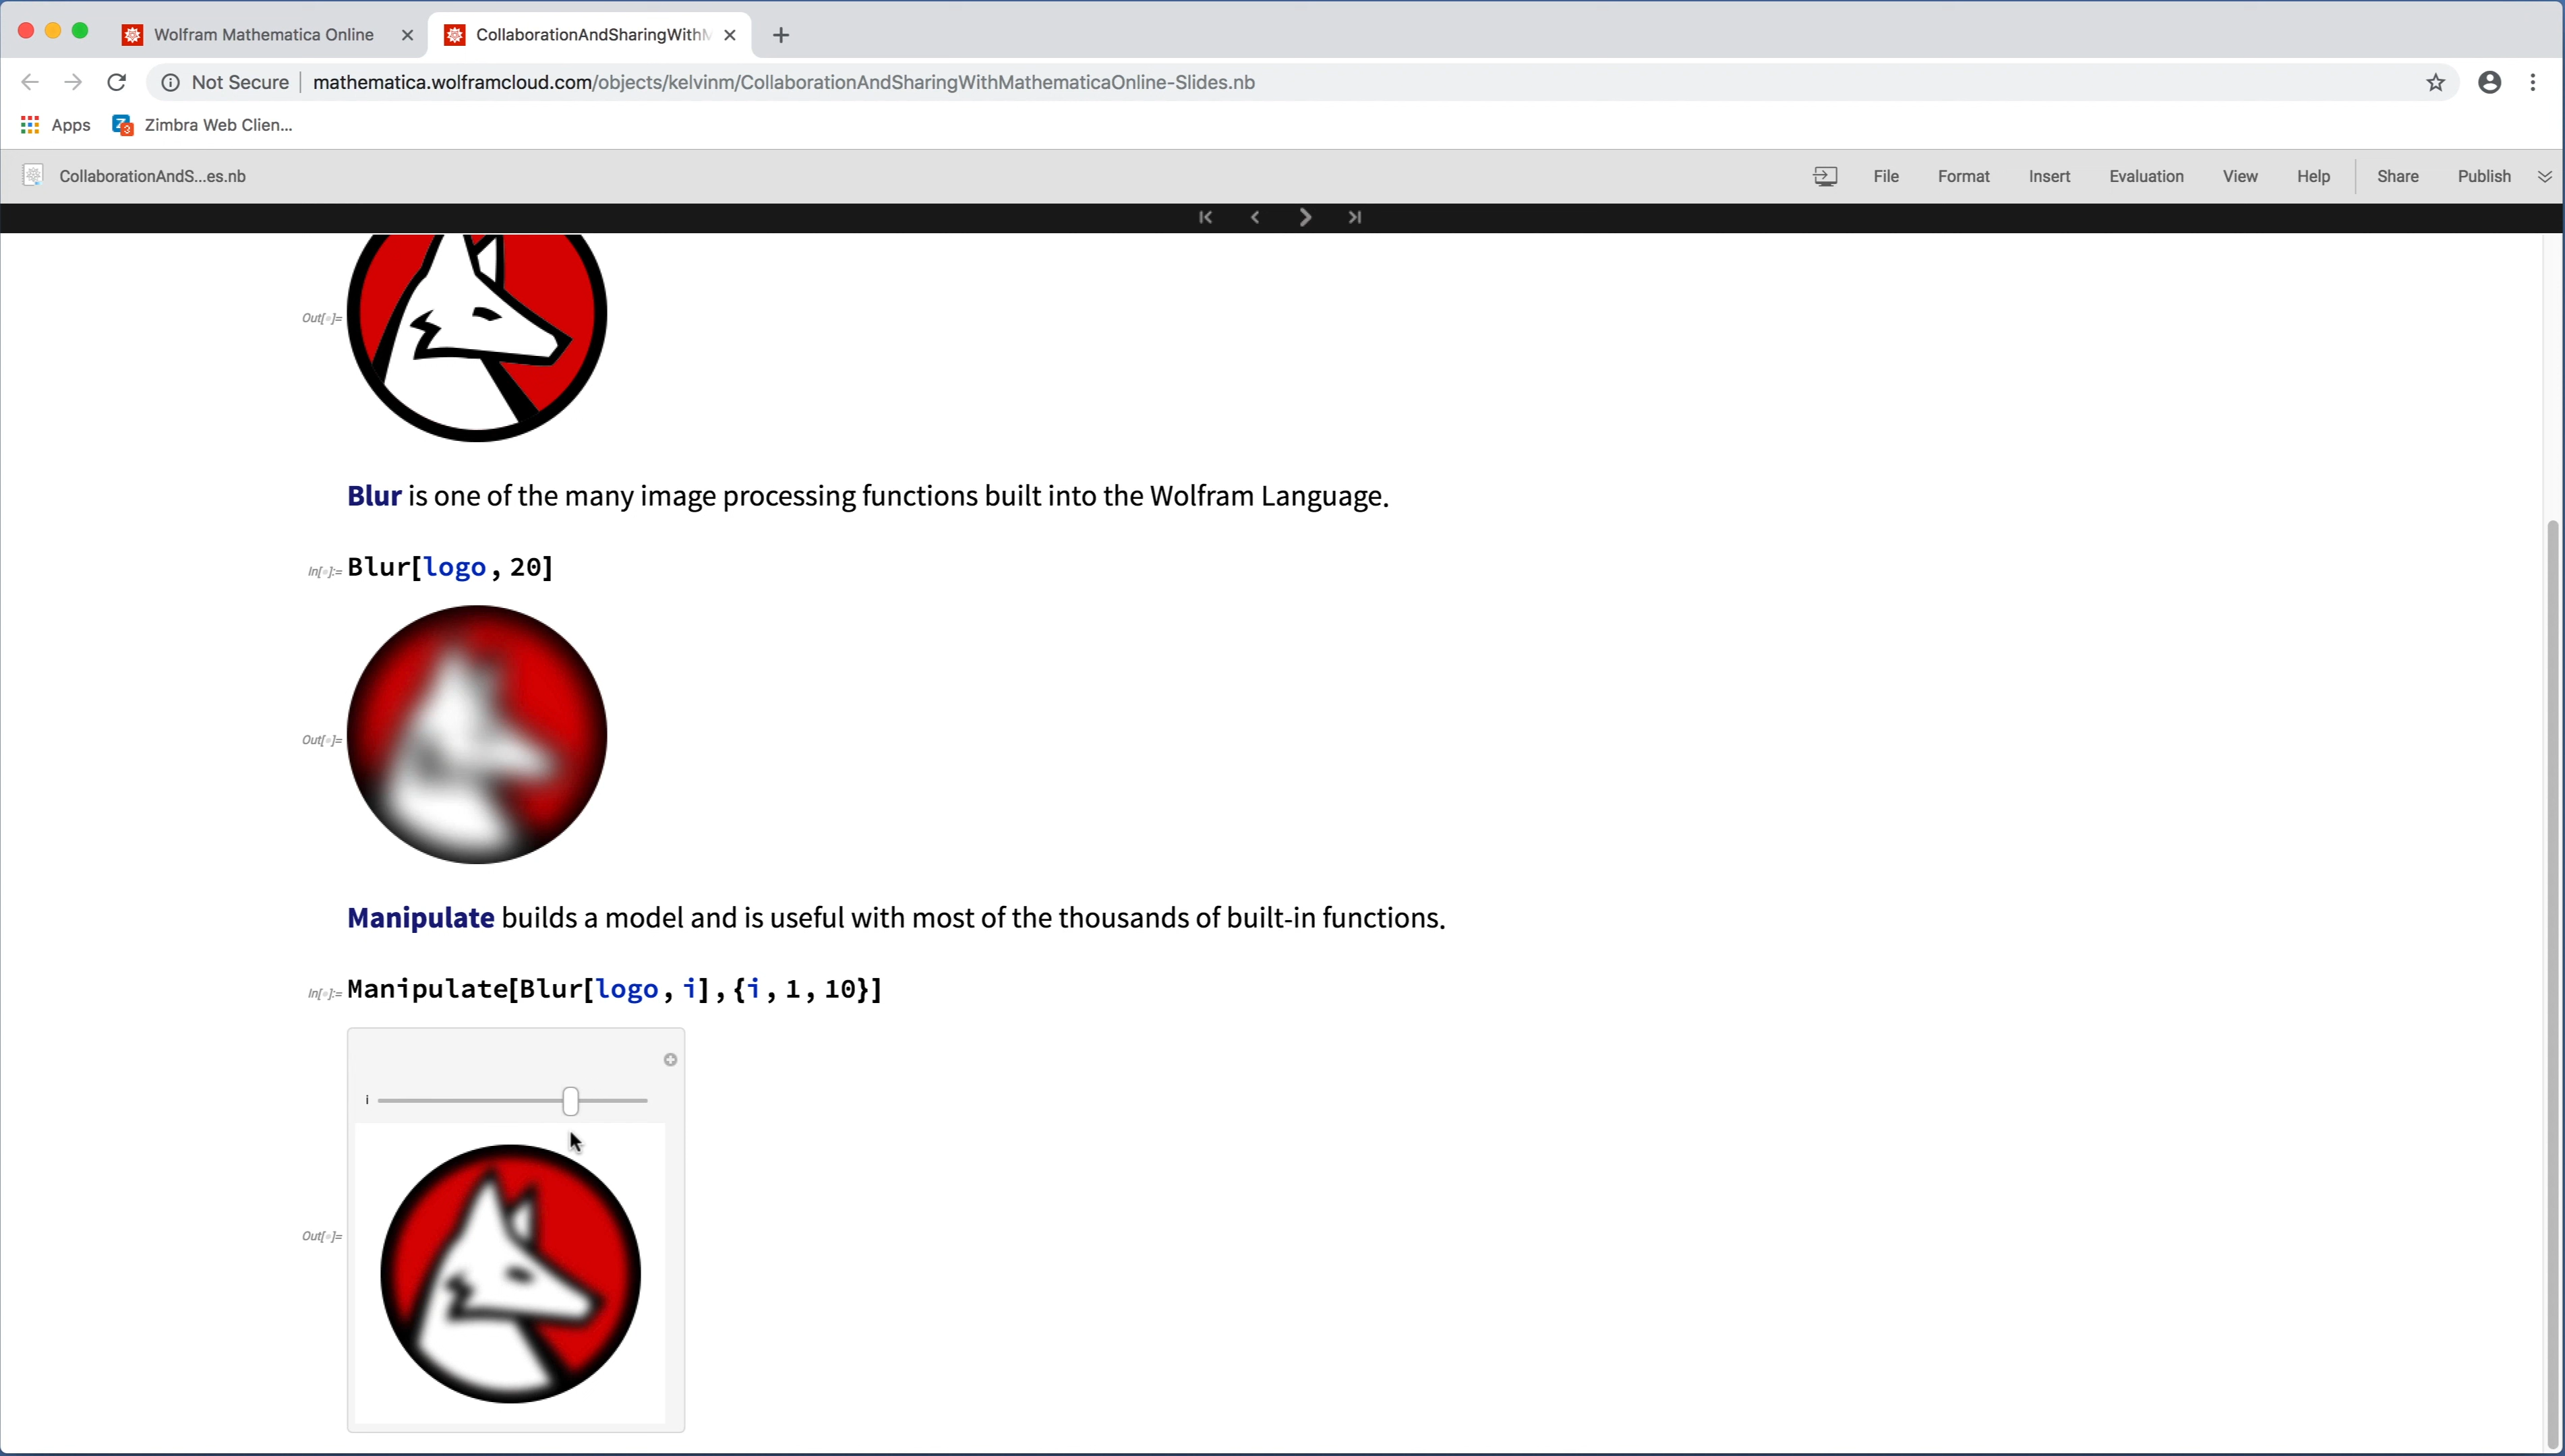 Wolfram Mathematica Online
CollaborationAndSharingWithM
Not Secure mathematica.wolframcloud.com/objects/kelvinm/CollaborationAndSharingWithMathematicaOnline-Slides.nb
Apps Zimbra Web Clien...
CollaborationAndS...es.nb File Format Insert Evaluation View Help Share Publish
Out[]=
Blur is one of the many image processing functions built into the Wolfram Language.
In[]:= Blur[logo, 20]
Out[]=
Manipulate builds a model and is useful with most of the thousands of built-in functions.
In[]:= Manipulate[Blur[logo, i], {i, 1, 10}]
i
Out[]=